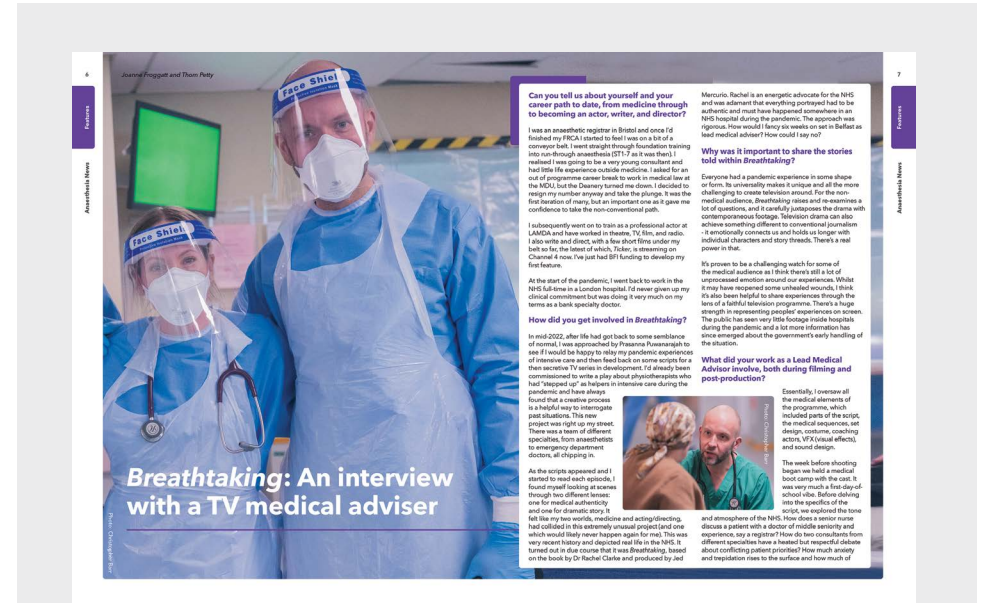 6
Joanne Froggatt and Thom Petty
Features
Anaesthesia News
Face Shield
Face Shield
Breathtaking: An interview
with a TV medical adviser
Photo: Christopher Barr
Can you tell us about yourself and your
career path to date, from medicine through
to becoming an actor, writer, and director?
I was an anaesthetic registrar in Bristol and once I'd
finished my FRCA I started to feel I was on a bit of a
conveyor belt. I went straight through foundation training
into run-through anaesthesia (ST1-7 as it was then). I
realised I was going to be a very young consultant and
had little life experience outside medicine. I asked for an
out of programme career break to work in medical law at
the MDU, but the Deanery turned me down. I decided to
resign my number anyway and take the plunge. It was the
first iteration of many, but an important one as it gave me
confidence to take the non-conventional path.
I subsequently went on to train as a professional actor at
LAMDA and have worked in theatre, TV, film, and radio.
I also write and direct, with a few short films under my
belt so far, the latest of which, Ticker, is streaming on
Channel 4 now. I've just had BFI funding to develop my
first feature.
At the start of the pandemic, I went back to work in the
NHS full-time in a London hospital. I'd never given up my
clinical commitment but was doing it very much on my
terms as a bank specialty doctor.
How did you get involved in Breathtaking?
In mid-2022, after life had got back to some semblance
of normal, I was approached by Prasanna Puwanarajah to
see if I would be happy to relay my pandemic experiences
of intensive care and then feed back on some scripts for a
then secretive TV series in development. I'd already been
commissioned to write a play about physiotherapists who
had "stepped up" as helpers in intensive care during the
pandemic and have always
found that a creative process
is a helpful way to interrogate
past situations. This new
project was right up my street.
There was a team of different
specialties, from anaesthetists
to emergency department
doctors, all chipping in.
As the scripts appeared and I
started to read each episode, I
found myself looking at scenes
through two different lenses:
one for medical authenticity
and one for dramatic story. It
felt like my two worlds, medicine and acting/directing,
had collided in this extremely unusual project (and one
which would likely never happen again for me). This was
very recent history and depicted real life in the NHS. It
turned out in due course that it was Breathtaking, based
on the book by Dr Rachel Clarke and produced by Jed
Mercurio. Rachel is an energetic advocate for the NHS
and was adamant that everything portrayed had to be
authentic and must have happened somewhere in an
NHS hospital during the pandemic. The approach was
rigorous. How would I fancy six weeks on set in Belfast as
lead medical adviser? How could I say no?
Why was it important to share the stories
told within Breathtaking?
Everyone had a pandemic experience in some shape
or form. Its universality makes it unique and all the more
challenging to create television around. For the non-
medical audience, Breathtaking raises and re-examines a
lot of questions, and it carefully juxtaposes the drama with
contemporaneous footage. Television drama can also
achieve something different to conventional journalism
- it emotionally connects us and holds us longer with
individual characters and story threads. There's a real
power in that.
It's proven to be a challenging watch for some of
the medical audience as I think there's still a lot of
unprocessed emotion around our experiences. Whilst
it may have reopened some unhealed wounds, I think
it's also been helpful to share experiences through the
lens of a faithful television programme. There's a huge
strength in representing peoples' experiences on screen.
The public has seen very little footage inside hospitals
during the pandemic and a lot more information has
since emerged about the government's early handling of
the situation.
What did your work as a Lead Medical
Advisor involve, both during filming and
post-production?
Photo: Christopher Barr
Essentially, I oversaw all
the medical elements of
the programme, which
included parts of the script,
the medical sequences, set
design, costume, coaching
actors, VFX (visual effects),
and sound design.
The week before shooting
began we held a medical
boot camp with the cast. It
was very much a first-day-of-
school vibe. Before delving
into the specifics of the
script, we explored the tone
and atmosphere of the NHS. How does a senior nurse
discuss a patient with a doctor of middle seniority and
experience, say a registrar? How do two consultants from
different specialties have a heated but respectful debate
about conflicting patient priorities? How much anxiety
and trepidation rises to the surface and how much of
7
Features
Anaesthesia News